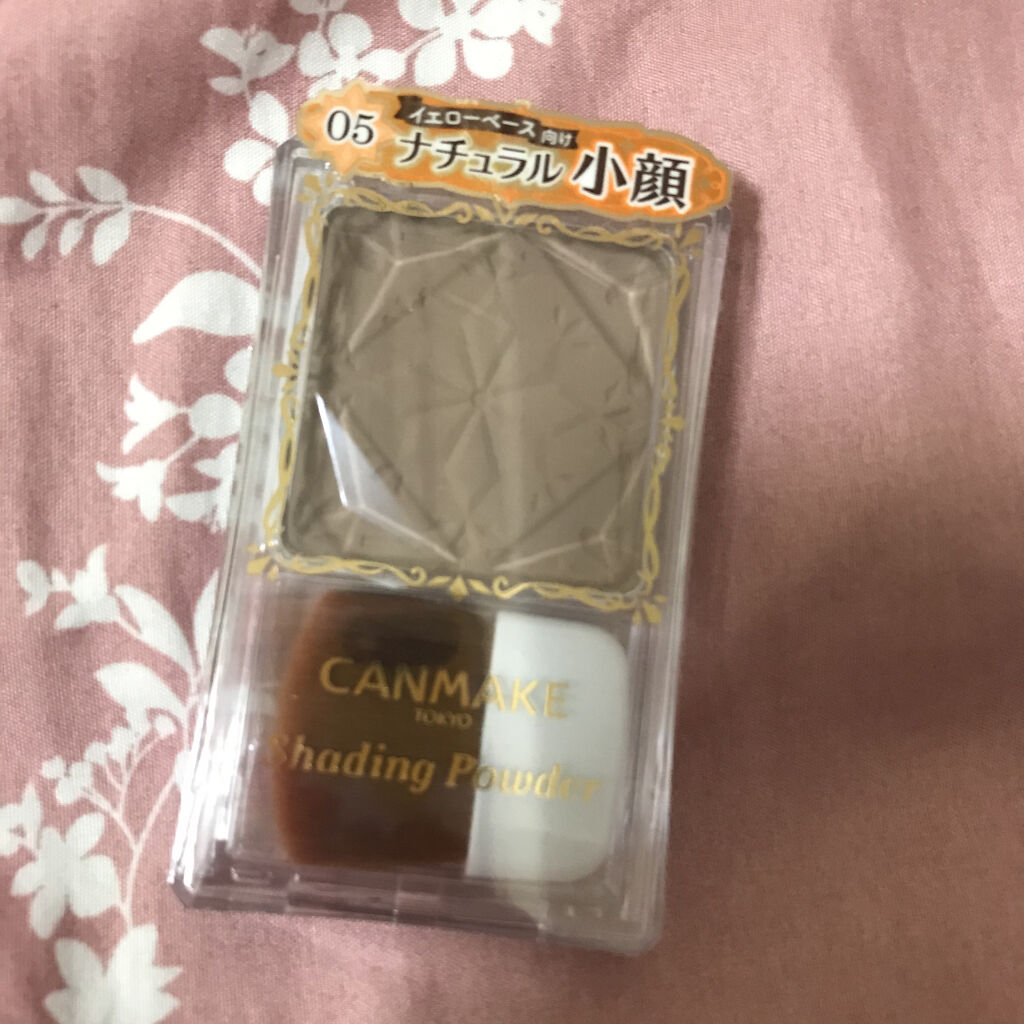 05
イエローベース向け
ナチュラル小顔
CANMAKE
TOKYO
Shading Powder